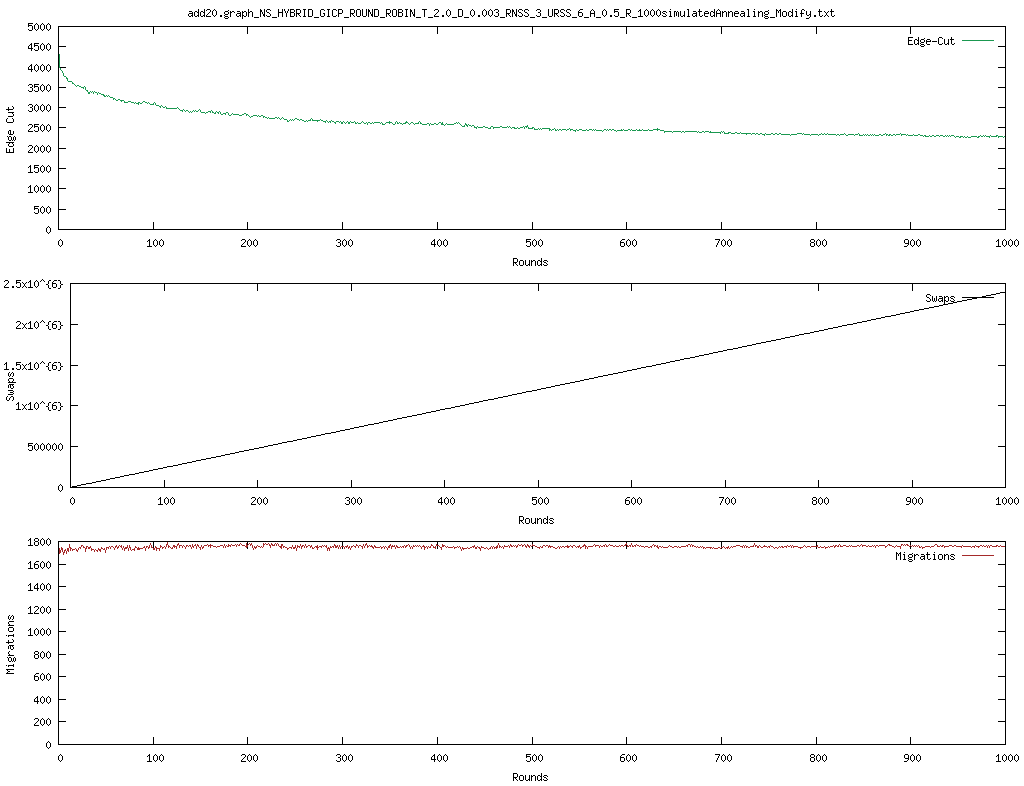 add20.graph_NS_HYBRID_GICP_ROUND_ROBIN_T_2.0_D_0.003_RNSS_3_URSS_6_A_0.5_R_1000simulatedAnnealing_Modify.txt
5000
4500
4000
3500
3000
2500
2000
1500
1000
500
0
Edge Cut
Edge-Cut
0 100 200 300 400 500 600 700 800 900 1000
Rounds
2.5x10^{6}
2x10^{6}
1.5x10^{6}
1x10^{6}
500000
0
Swaps
Swaps
0 100 200 300 400 500 600 700 800 900 1000
Rounds
1800
1600
1400
1200
1000
800
600
400
200
0
Migrations
Migrations
0 100 200 300 400 500 600 700 800 900 1000
Rounds